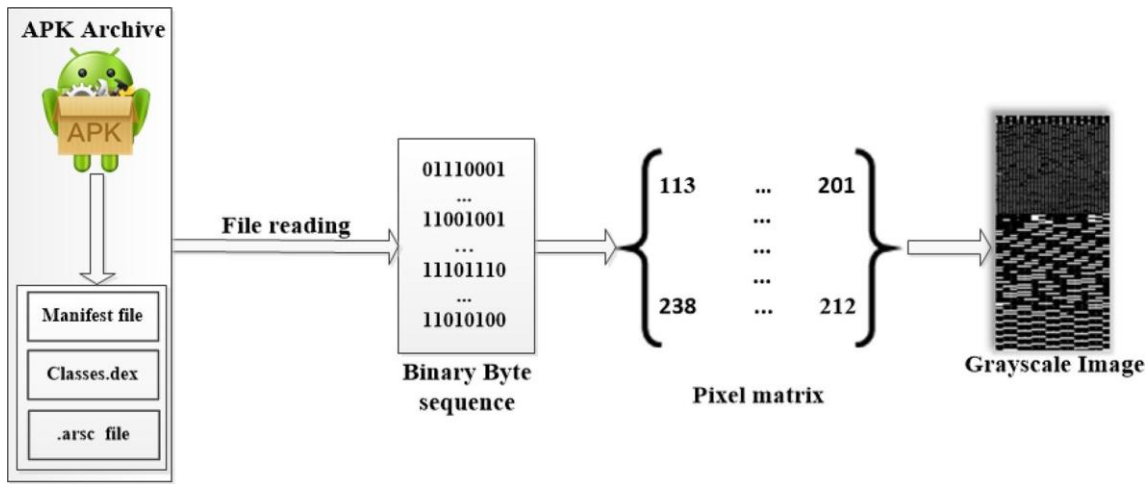 APK Archive
APK
Manifest file
Classes.dex
.arsc file
File reading
01110001
...
11001001
...
11101110
...
11010100
Binary Byte
sequence
113 ... 201
...
...
...
238 ... 212
Pixel matrix
Grayscale Image